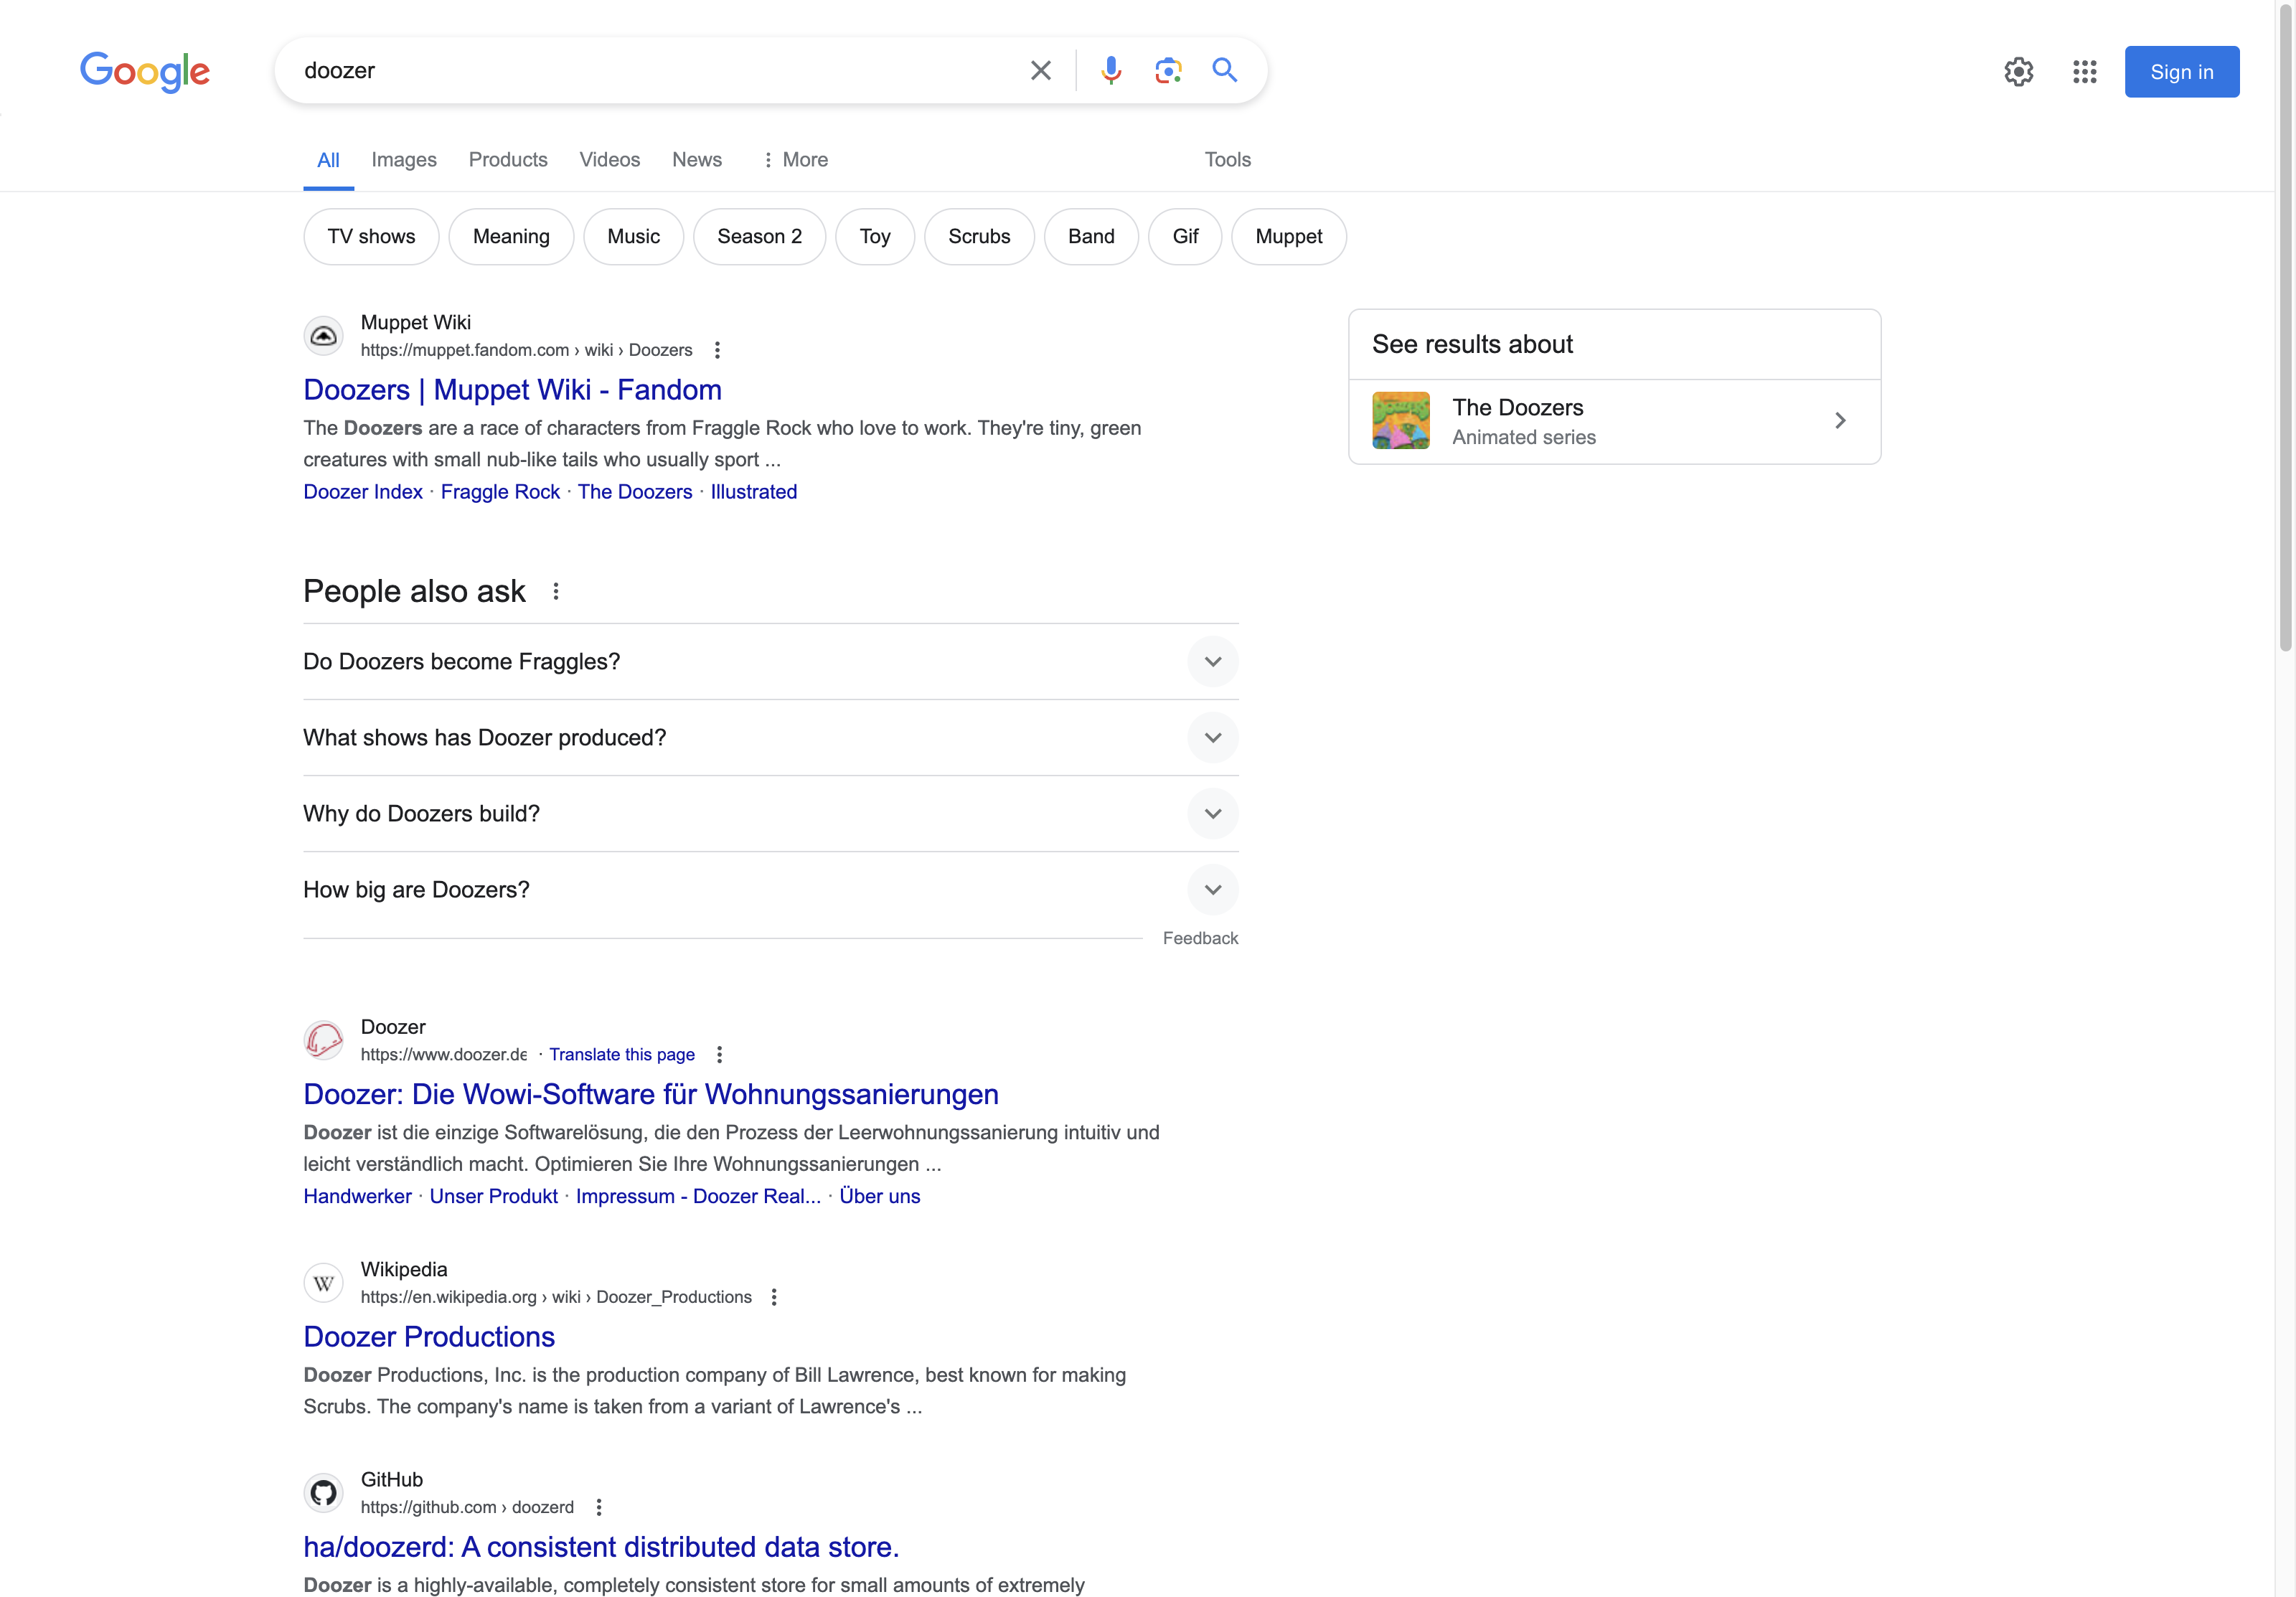 Google
doozer
Sign in
All Images Products Videos News More Tools
TV shows Meaning Music Season 2 Toy Scrubs Band Gif Muppet
Muppet Wiki
https://muppet.fandom.com › wiki › Doozers
Doozers | Muppet Wiki - Fandom
The Doozers are a race of characters from Fraggle Rock who love to work. They're tiny, green
creatures with small nub-like tails who usually sport ...
Doozer Index · Fraggle Rock · The Doozers · Illustrated
See results about
The Doozers
Animated series
People also ask
Do Doozers become Fraggles?
What shows has Doozer produced?
Why do Doozers build?
How big are Doozers?
Feedback
Doozer
https://www.doozer.de · Translate this page
Doozer: Die Wowi-Software für Wohnungssanierungen
Doozer ist die einzige Softwarelösung, die den Prozess der Leerwohnungssanierung intuitiv und
leicht verständlich macht. Optimieren Sie Ihre Wohnungssanierungen ...
Handwerker · Unser Produkt · Impressum - Doozer Real... · Über uns
W
Wikipedia
https://en.wikipedia.org › wiki › Doozer_Productions
Doozer Productions
Doozer Productions, Inc. is the production company of Bill Lawrence, best known for making
Scrubs. The company's name is taken from a variant of Lawrence's ...
GitHub
https://github.com › doozerd
ha/doozerd: A consistent distributed data store.
Doozer is a highly-available, completely consistent store for small amounts of extremely